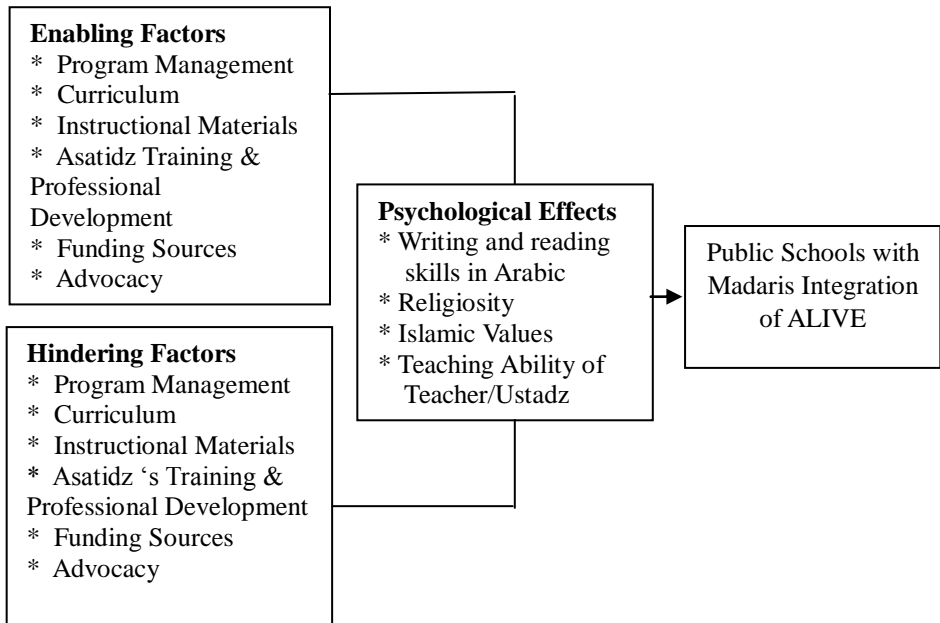 Enabling Factors
* Program Management
* Curriculum
* Instructional Materials
* Asatidz Training &
Professional
Development
* Funding Sources
* Advocacy
Hindering Factors
* Program Management
* Curriculum
* Instructional Materials
* Asatidz ‘s Training &
Professional Development
* Funding Sources
* Advocacy
Psychological Effects
* Writing and reading
skills in Arabic
* Religiosity
* Islamic Values
* Teaching Ability of
Teacher/Ustadz
Public Schools with
Madaris Integration
of ALIVE